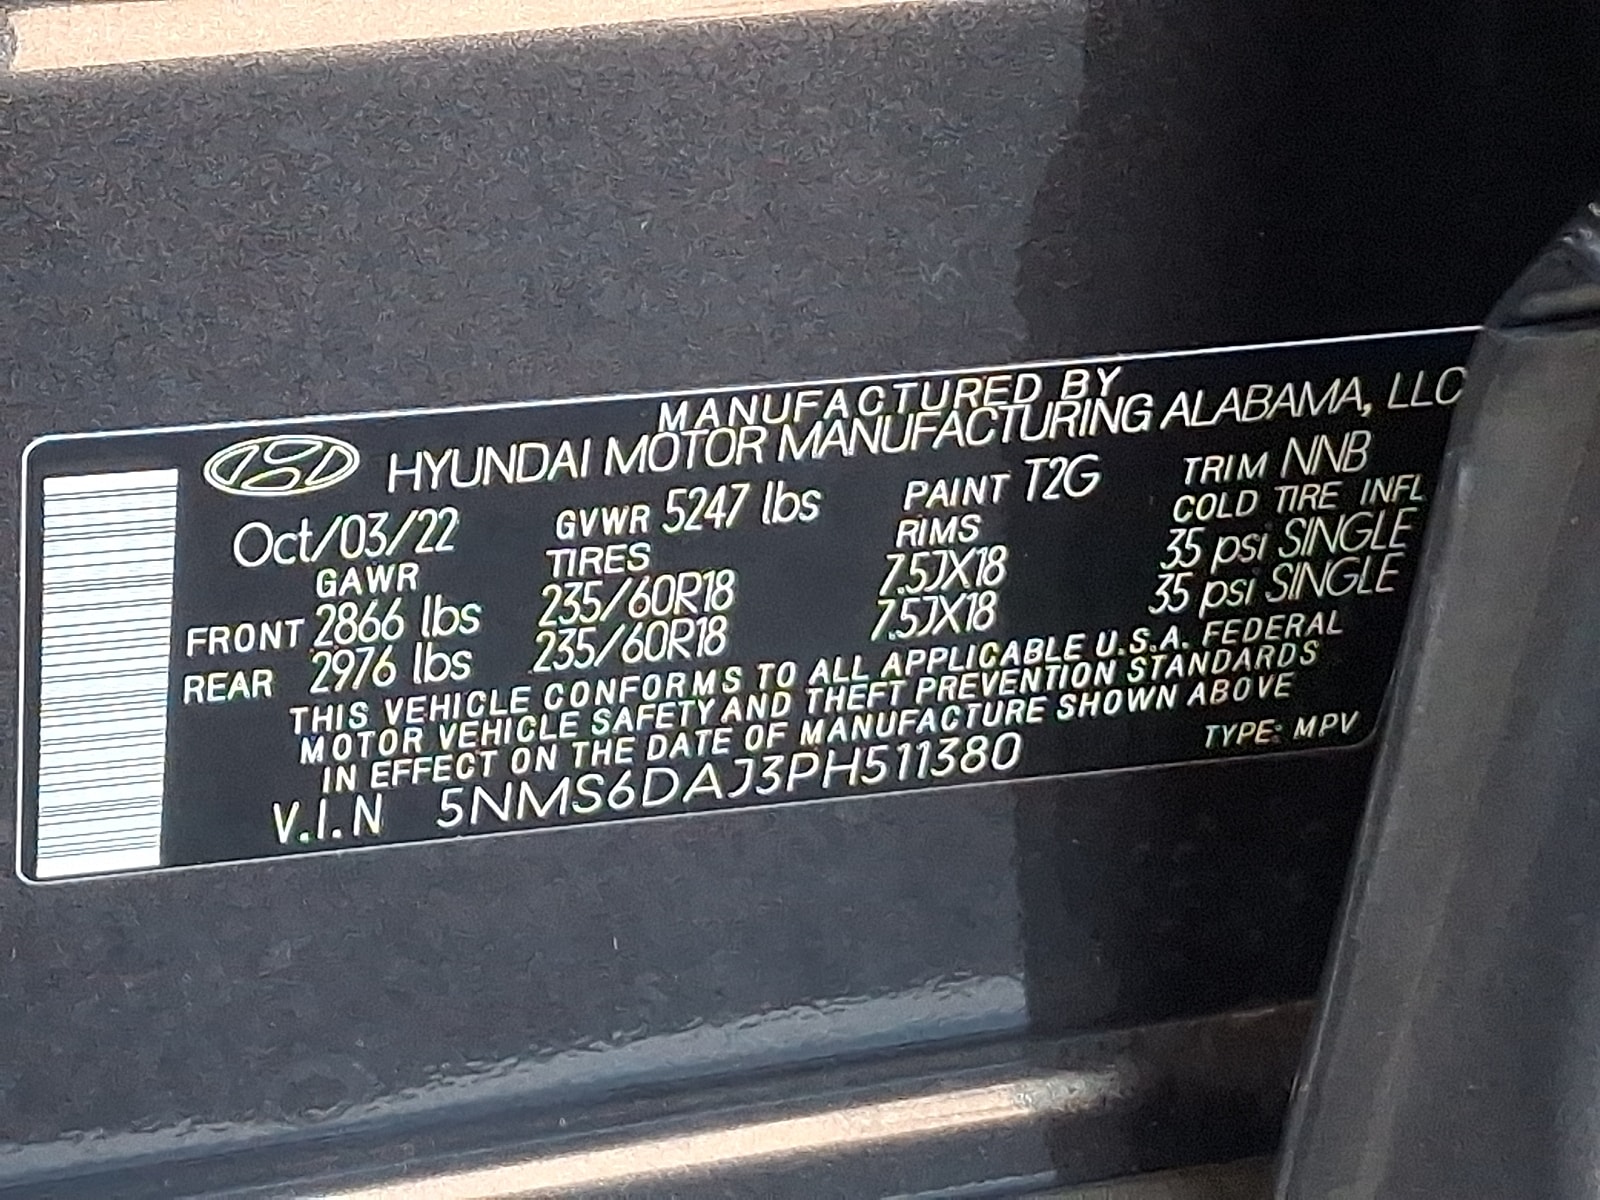 MANUFACTURED BY
HYUNDAI MOTOR MANUFACTURING ALABAMA, LLC
Oct/03/22 GVWR 5247 lbs PAINT T2G TRIM NNB
GAWR TIRES RIMS COLD TIRE INFL
FRONT 2866 lbs 235/60R18 7.5JX18 35 psi SINGLE
REAR 2976 lbs 235/60R18 7.5JX18 35 psi SINGLE
THIS VEHICLE CONFORMS TO ALL APPLICABLE U.S.A. FEDERAL
MOTOR VEHICLE SAFETY AND THEFT PREVENTION STANDARDS
IN EFFECT ON THE DATE OF MANUFACTURE SHOWN ABOVE
V.I.N 5NMS6DAJ3PH511380 TYPE: MPV